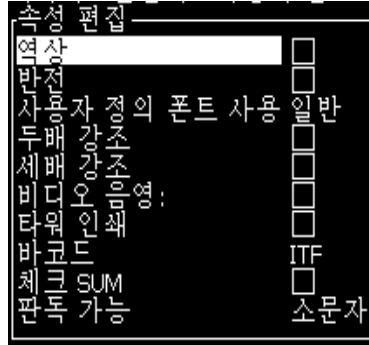 속성 편집
역상 □
반전 □
사용자 정의 폰트 사용 일반
두배 강조 □
세배 강조 □
비디오 음영: □
타워 인쇄 □
바코드 ITF
체크 SUM □
판독 가능 소문자